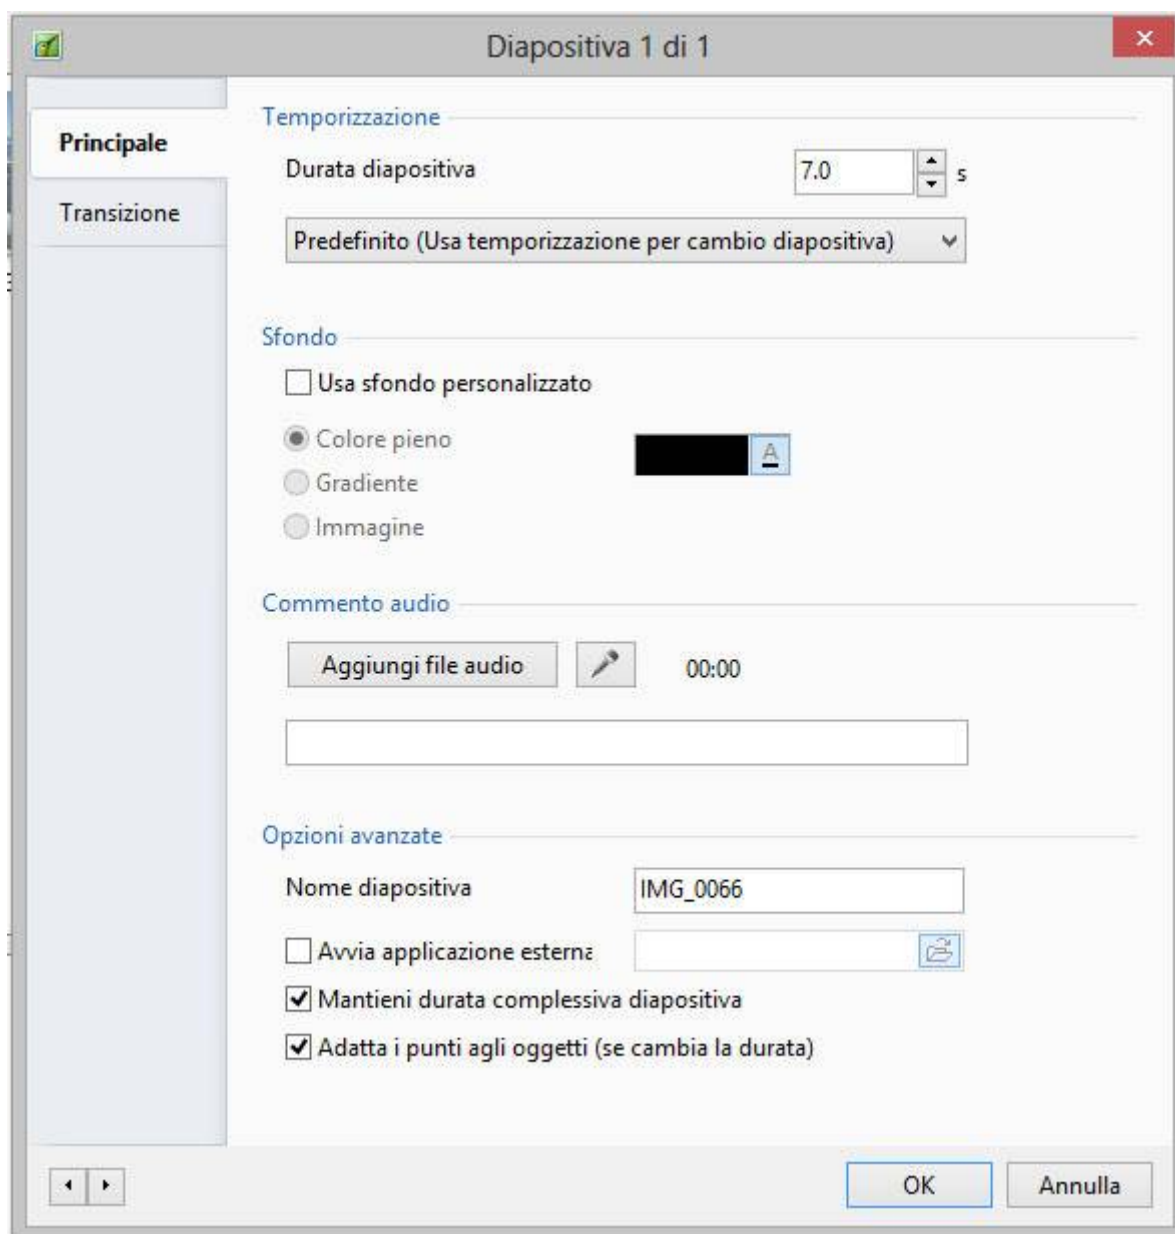 Diapositiva 1 di 1
Principale
Transizione
Temporizzazione
Durata diapositiva 7.0 s
Predefinito (Usa temporizzazione per cambio diapositiva)
Sfondo
Usa sfondo personalizzato
Colore pieno A
Gradiente
Immagine
Commento audio
Aggiungi file audio 00:00
Opzioni avanzate
Nome diapositiva IMG_0066
Avvia applicazione esterna
Mantieni durata complessiva diapositiva
Adatta i punti agli oggetti (se cambia la durata)
OK Annulla